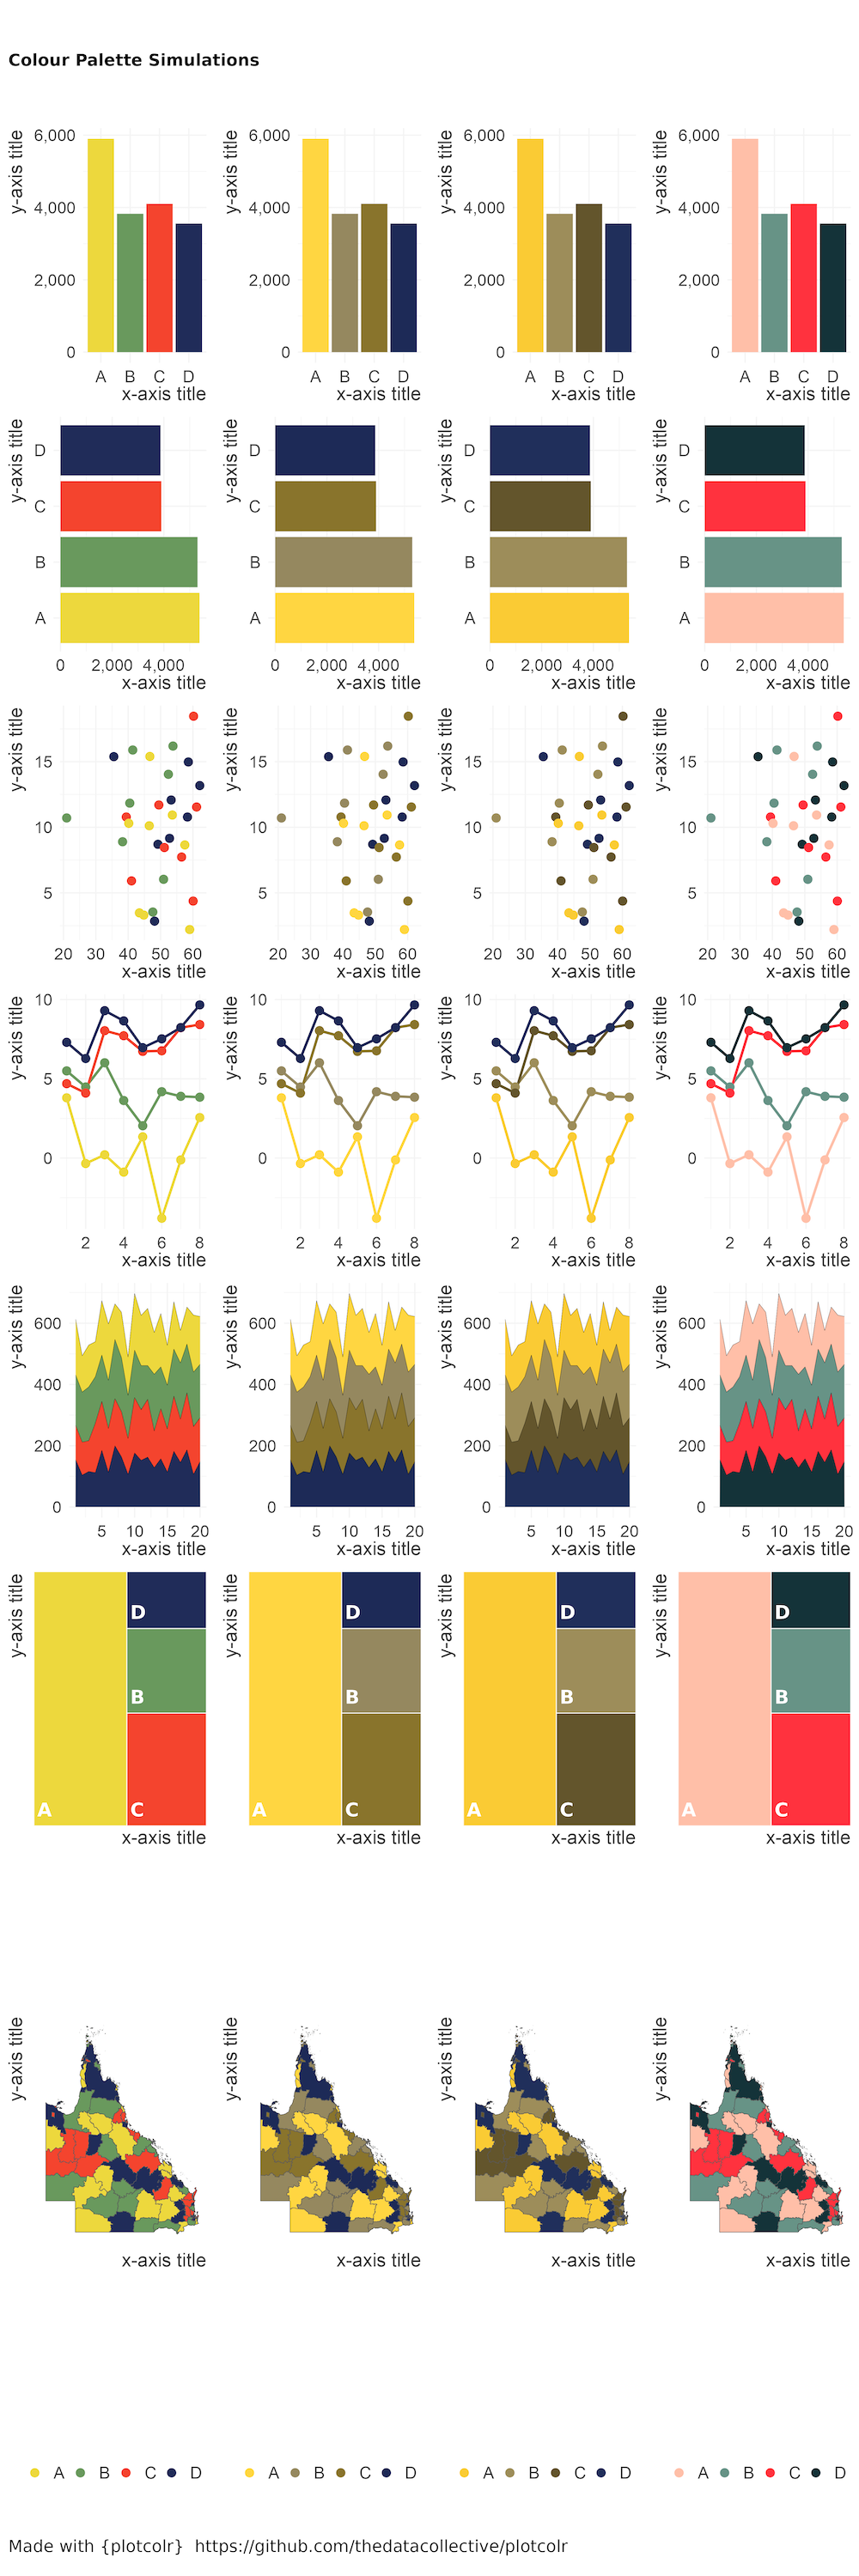 Colour Palette Simulations
y-axis title y-axis title y-axis title y-axis title
6,000 6,000 6,000 6,000
4,000 4,000 4,000 4,000
2,000 2,000 2,000 2,000
0 0 0 0
A B C D A B C D A B C D A B C D
x-axis title x-axis title x-axis title x-axis title
y-axis title y-axis title y-axis title y-axis title
D D D D
C C C C
B B B B
A A A A
0 2,000 4,000 0 2,000 4,000 0 2,000 4,000 0 2,000 4,000
x-axis title x-axis title x-axis title x-axis title
y-axis title y-axis title y-axis title y-axis title
15 15 15 15
10 10 10 10
5 5 5 5
20 30 40 50 60 20 30 40 50 60 20 30 40 50 60 20 30 40 50 60
x-axis title x-axis title x-axis title x-axis title
y-axis title y-axis title y-axis title y-axis title
10 10 10 10
5 5 5 5
0 0 0 0
2 4 6 8 2 4 6 8 2 4 6 8 2 4 6 8
x-axis title x-axis title x-axis title x-axis title
y-axis title y-axis title y-axis title y-axis title
600 600 600 600
400 400 400 400
200 200 200 200
0 0 0 0
5 10 15 20 5 10 15 20 5 10 15 20 5 10 15 20
x-axis title x-axis title x-axis title x-axis title
y-axis title y-axis title y-axis title y-axis title
D D D D
B B B B
A C A C A C A C
x-axis title x-axis title x-axis title x-axis title
y-axis title y-axis title y-axis title y-axis title
x-axis title x-axis title x-axis title x-axis title
A B C D A B C D A B C D A B C D
Made with {plotcolr} https://github.com/thedatacollective/plotcolr